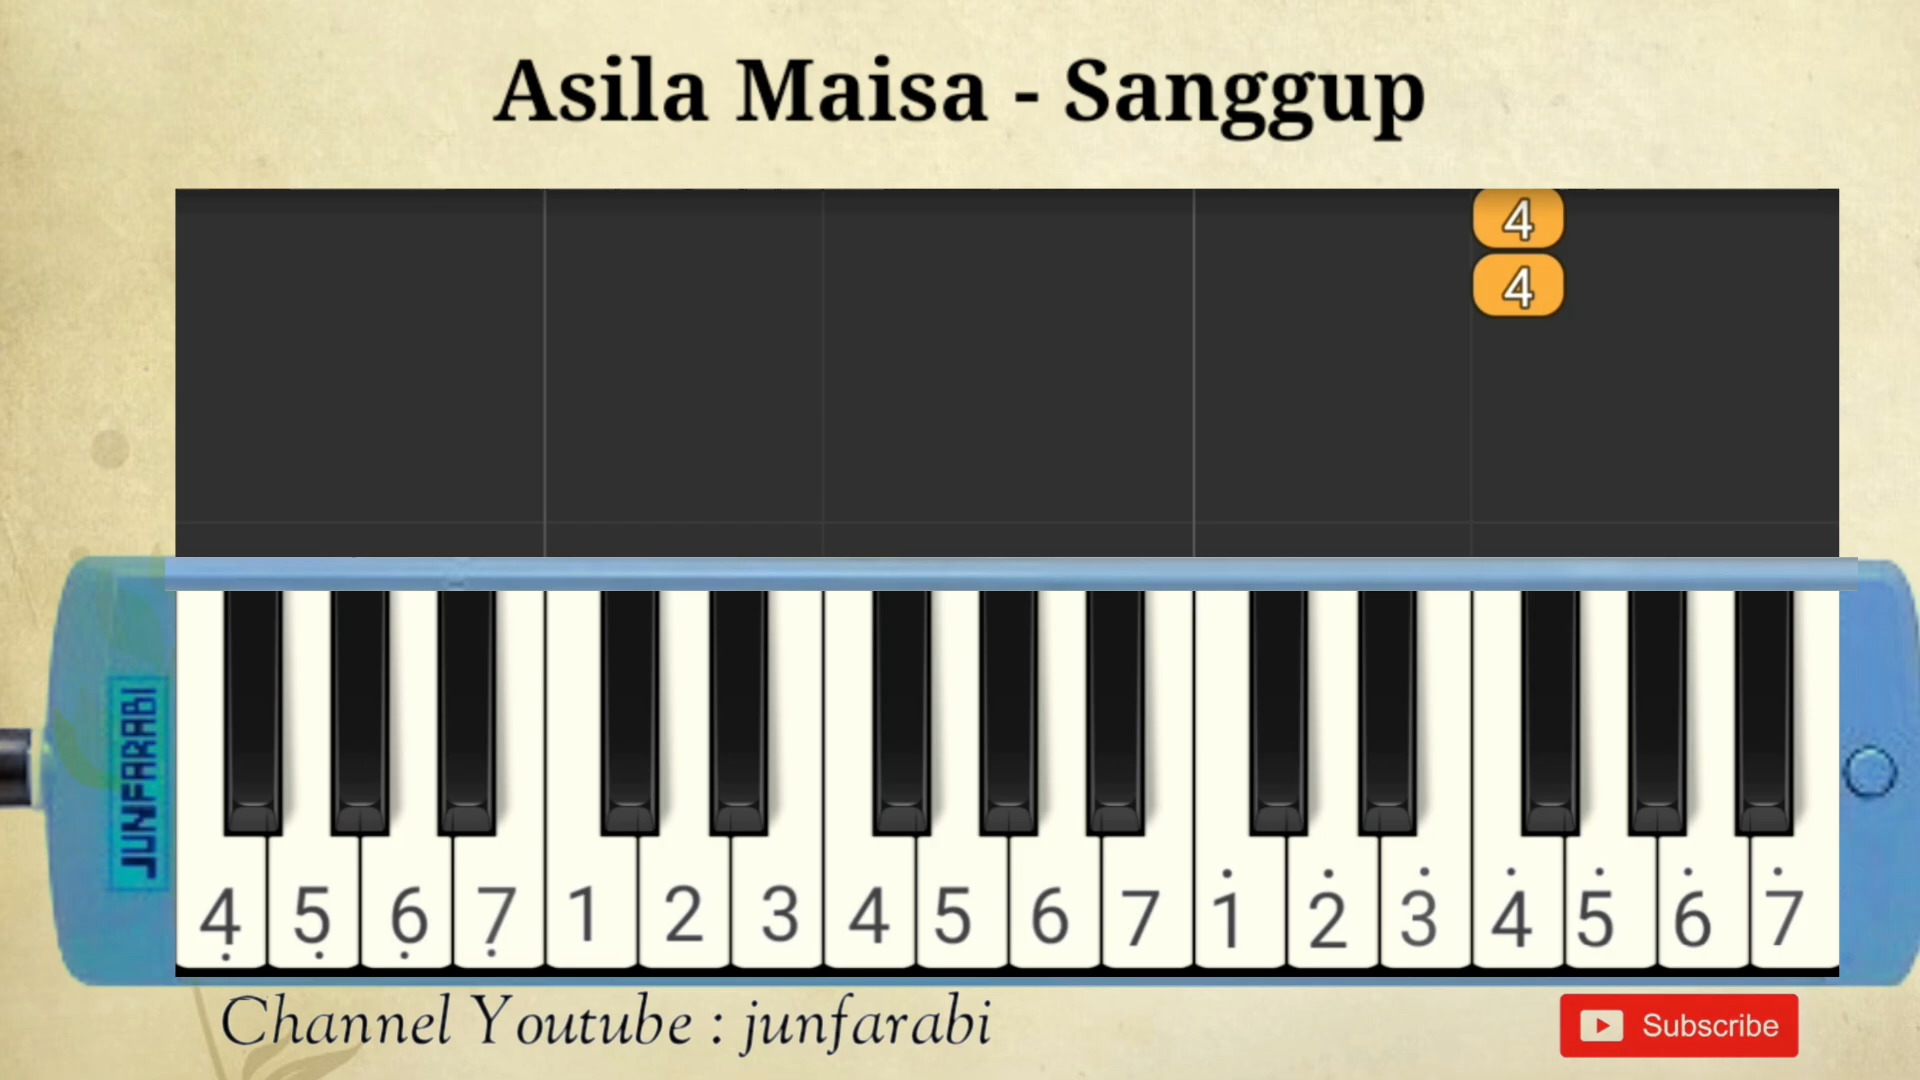 Asila Maisa - Sanggup
4
4
JUNFARABI
4̣ 5̣ 6̣ 7̣ 1 2 3 4 5 6 7 1̇ 2̇ 3̇ 4̇ 5̇ 6̇ 7̇
Channel Youtube : junfarabi
Subscribe